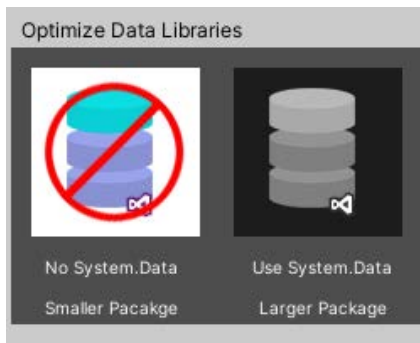 Optimize Data Libraries
No System.Data
Use System.Data
Smaller Pacakge
Larger Package